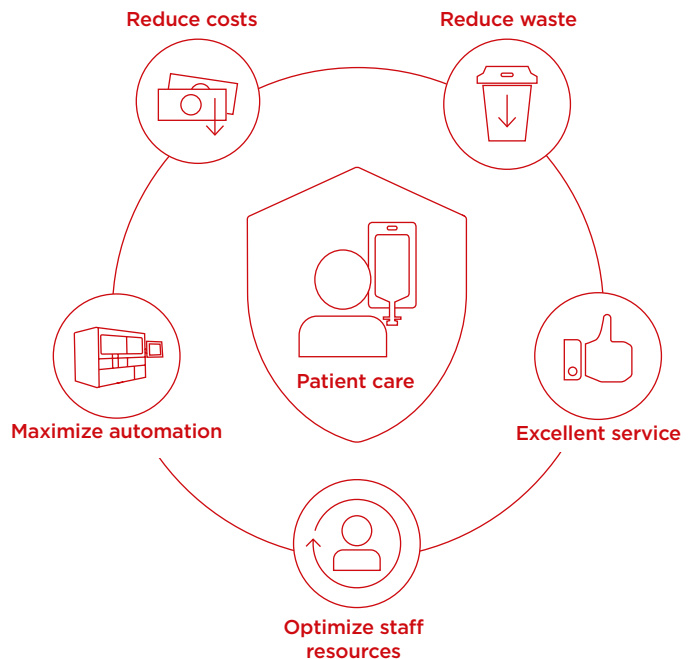 Reduce costs
Reduce waste
Patient care
Maximize automation
Excellent service
Optimize staff
resources